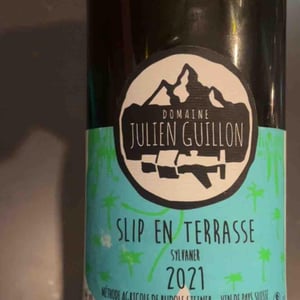 DOMAINE
JULIEN GUILLON
SLIP EN TERRASSE
SYLVANER
2021
MÉTHODE AGRICOLE DE RUDOLF STEINER VIN DE PAYS SUISSE